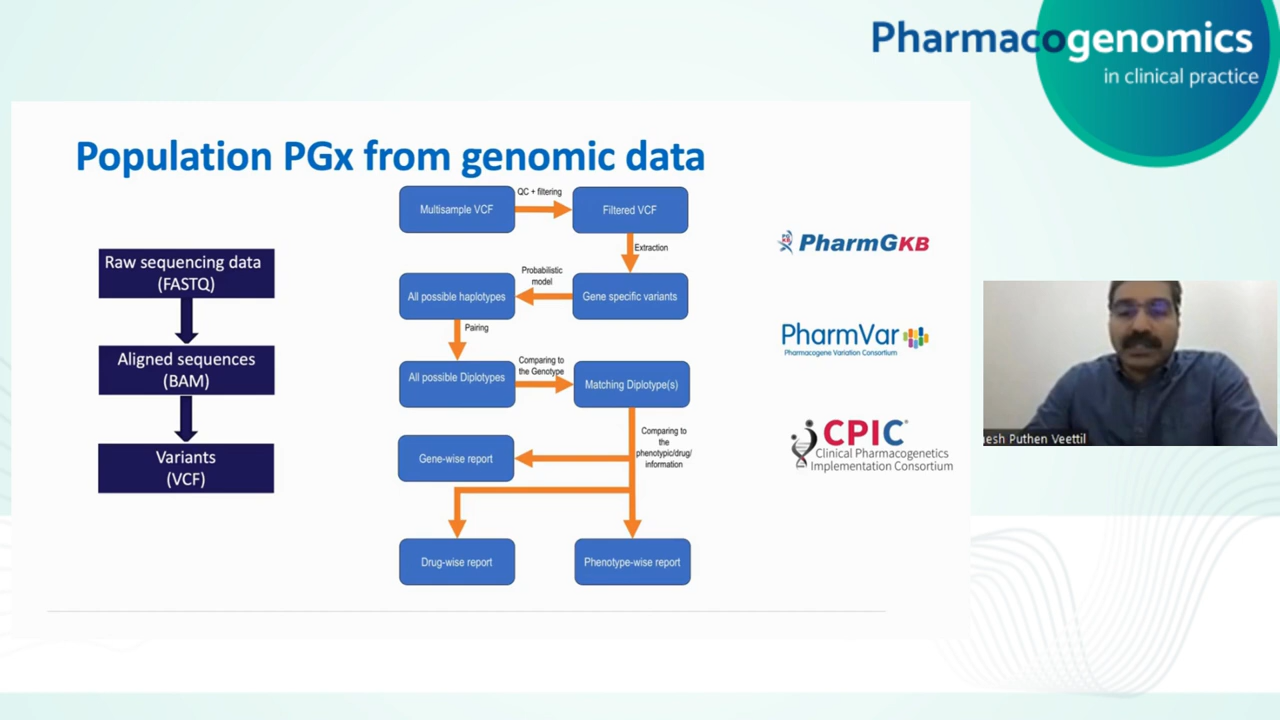 Pharmacogenomics
in clinical practice
Population PGx from genomic data
Raw sequencing data
(FASTQ)
Aligned sequences
(BAM)
Variants
(VCF)
Multisample VCF
QC + filtering
Filtered VCF
Extraction
Gene specific variants
Probabilistic
model
All possible haplotypes
Pairing
All possible Diplotypes
Comparing to
the Genotype
Matching Diplotype(s)
Comparing to
the
phenotypic/drug/
information
Gene-wise report
Drug-wise report
Phenotype-wise report
PharmGKB
PharmVar
Pharmacogene Variation Consortium
CPIC®
Clinical Pharmacogenetics
Implementation Consortium
Puthen Veettil